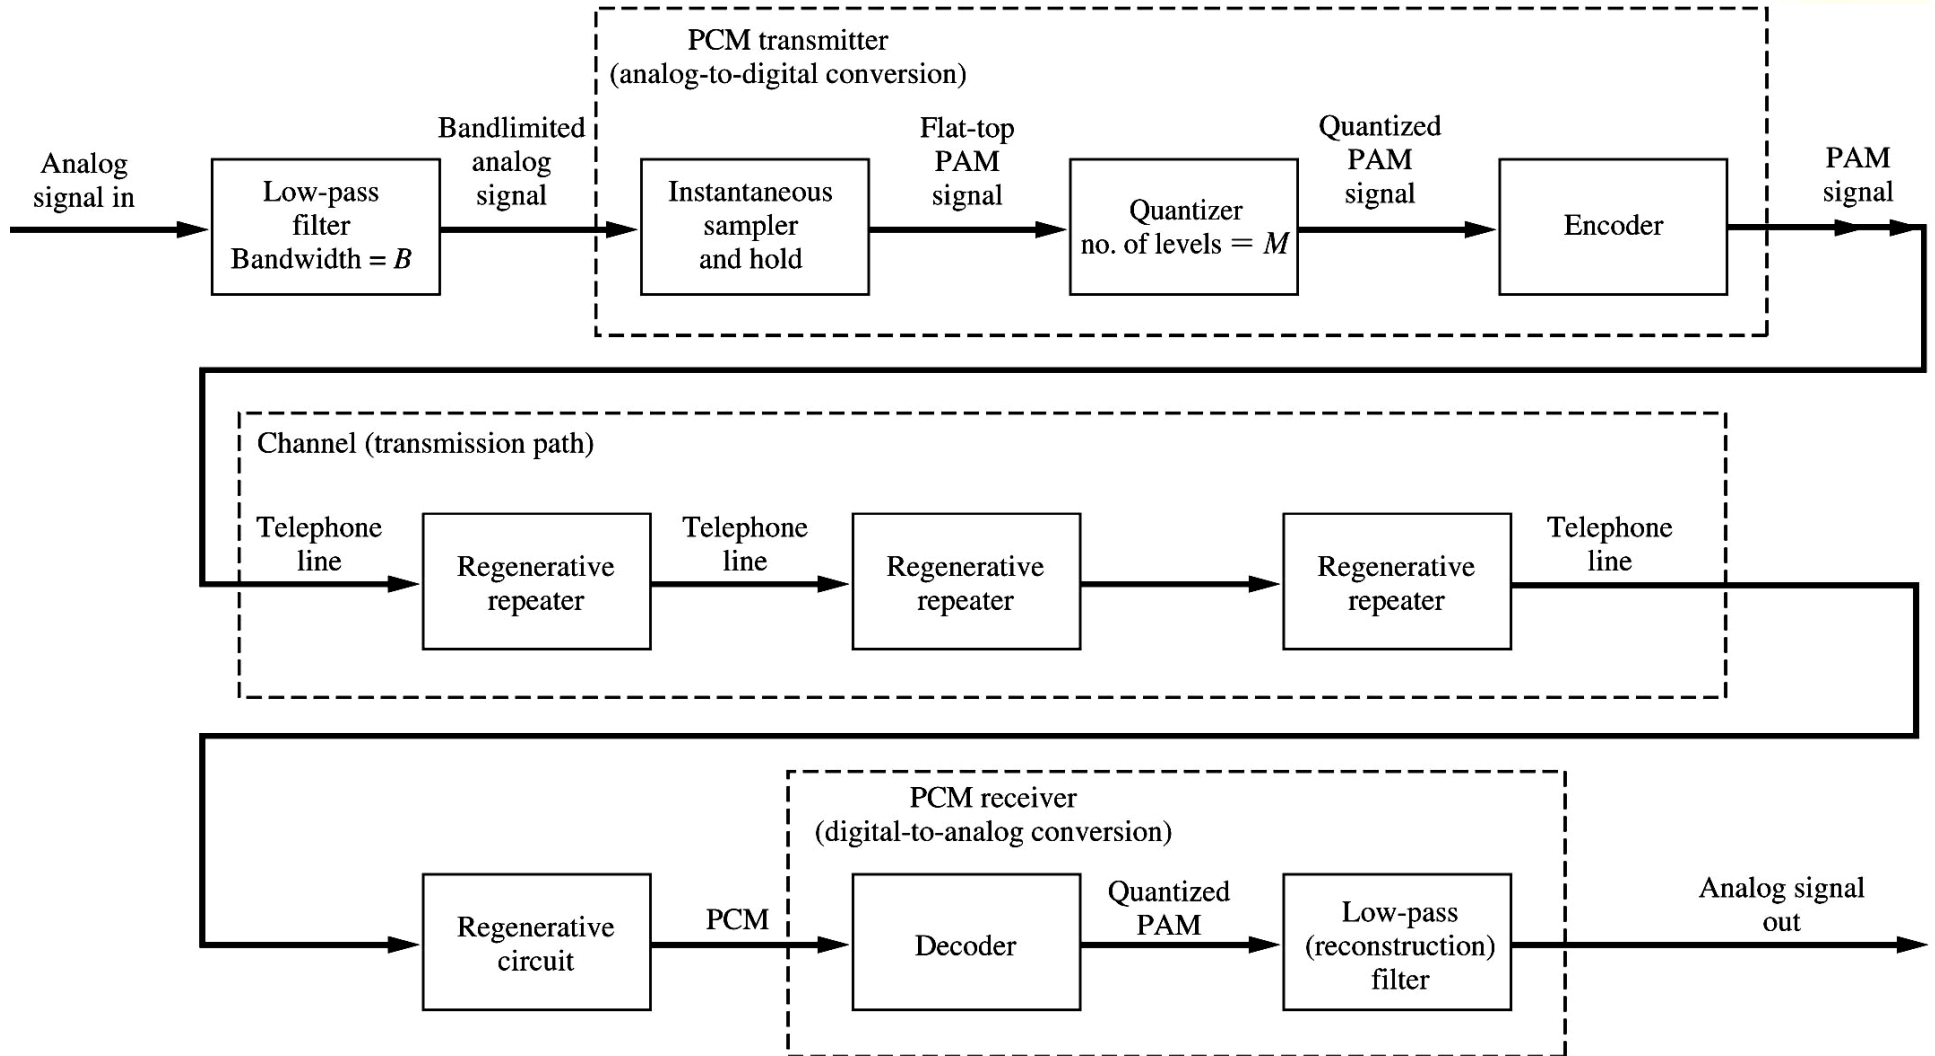 PCM transmitter
(analog-to-digital conversion)
Analog
signal in
Low-pass
filter
Bandwidth = B
Bandlimited
analog
signal
Instantaneous
sampler
and hold
Flat-top
PAM
signal
Quantizer
no. of levels = M
Quantized
PAM
signal
Encoder
PAM
signal
Channel (transmission path)
Telephone
line
Regenerative
repeater
Telephone
line
Regenerative
repeater
Regenerative
repeater
Telephone
line
PCM receiver
(digital-to-analog conversion)
Regenerative
circuit
PCM
Decoder
Quantized
PAM
Low-pass
(reconstruction)
filter
Analog signal
out